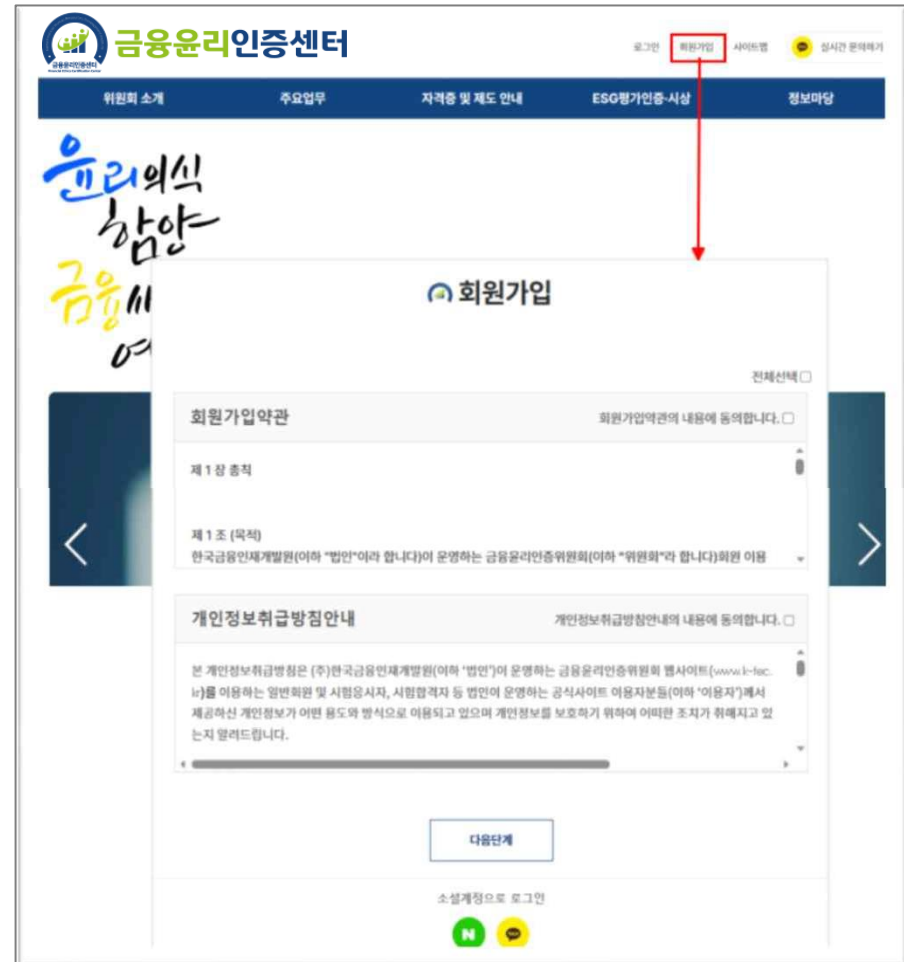 금융윤리인증센터
금융윤리인증센터
로그인 회원가입 사이트맵 실시간 문의하기
위원회 소개 주요업무 자격증 및 제도 안내 ESG평가인증·시상 정보마당
윤리의식
함양
금융
여
회원가입
전체선택
회원가입약관 회원가입약관의 내용에 동의합니다.
제 1 장 총칙
제 1 조 (목적)
한국금융인재개발원(이하 "법인"이라 합니다)이 운영하는 금융윤리인증위원회(이하 "위원회"라 합니다)회원 이용
개인정보취급방침안내 개인정보취급방침안내의 내용에 동의합니다.
본 개인정보취급방침은 (주)한국금융인재개발원(이하 '법인')이 운영하는 금융윤리인증위원회 웹사이트(www.k-fec.
kr)를 이용하는 일반회원 및 시험응시자, 시험합격자 등 법인이 운영하는 공식사이트 이용자분들(이하 '이용자')께서
제공하신 개인정보가 어떤 용도와 방식으로 이용되고 있으며 개인정보를 보호하기 위하여 어떠한 조치가 취해지고 있
는지 알려드립니다.
다음단계
소셜계정으로 로그인
N